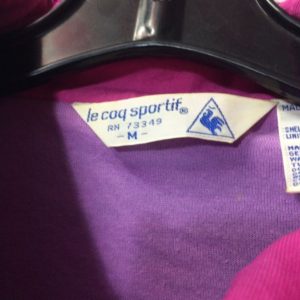 le coq sportif®
RN 73349
-M-